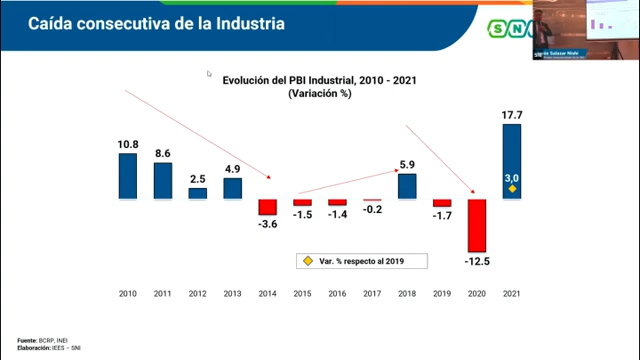 Caída consecutiva de la Industria
SNI
Evolución del PBI Industrial, 2010 - 2021
(Variación %)
10.8
8.6
2.5
4.9
-3.6
-1.5
-1.4
-0.2
5.9
-1.7
-12.5
17.7
3,0
Var. % respecto al 2019
2010 2011 2012 2013 2014 2015 2016 2017 2018 2019 2020 2021
Fuente: BCRP, INEI
Elaboración: IEES – SNI